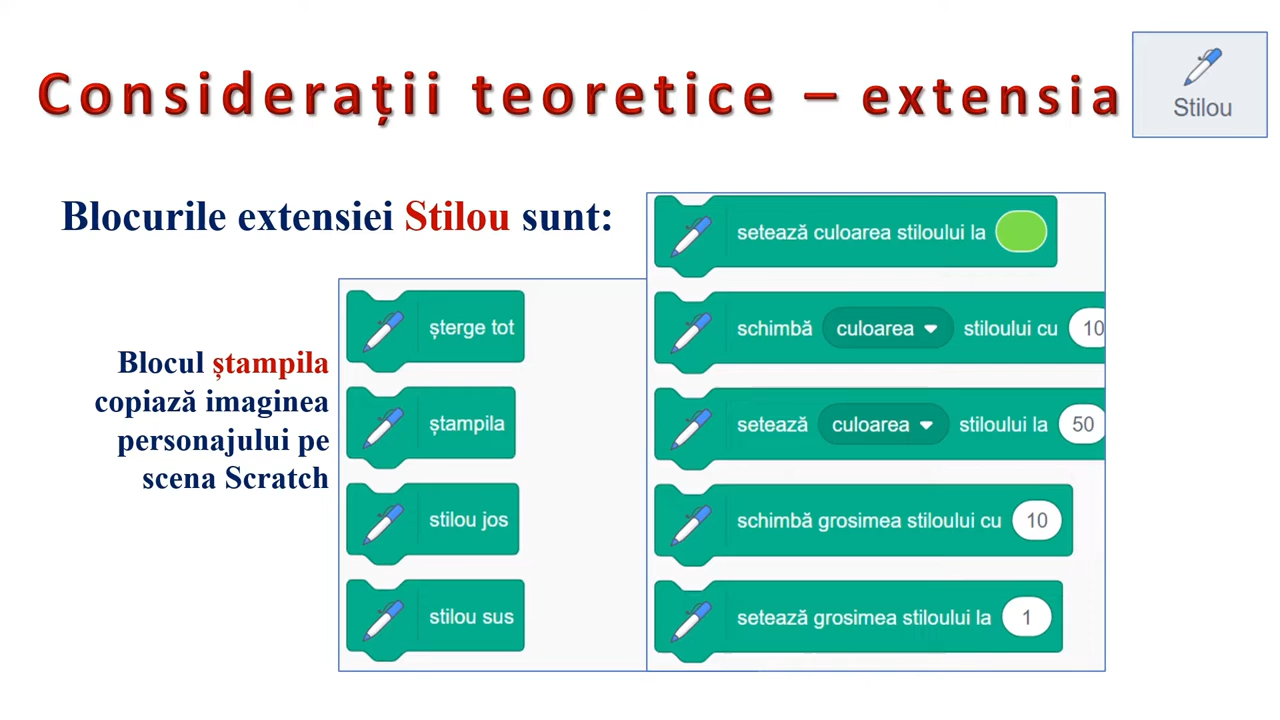 Considerații teoretice – extensia
Stilou
Blocurile extensiei Stilou sunt:
Blocul ștampila
copiază imaginea
personajului pe
scena Scratch
șterge tot
ștampila
stilou jos
stilou sus
setează culoarea stiloului la
schimbă culoarea stiloului cu 10
setează culoarea stiloului la 50
schimbă grosimea stiloului cu 10
setează grosimea stiloului la 1